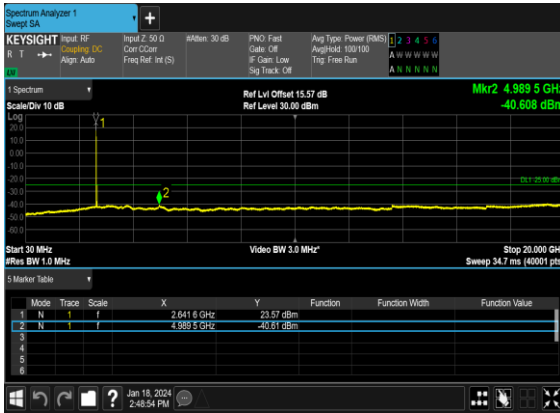 Spectrum Analyzer 1
Swept SA
+
KEYSIGHT Input: RF Input Z: 50 Ω #Atten: 30 dB PNO: Fast Avg Type: Power (RMS) 1 2 3 4 5 6
R T Coupling: DC Corr CCorr Gate: Off Avg|Hold: 100/100 A W W W W W
Align: Auto Freq Ref: Int (S) IF Gain: Low Trig: Free Run
Sig Track: Off A N N N N N
1 Spectrum
Scale/Div 10 dB
Ref Lvl Offset 15.57 dB
Ref Level 30.00 dBm
Mkr2 4.989 5 GHz
-40.608 dBm
Log
20.0
10.0
0.00
-10.0
-20.0
-30.0
-40.0
-50.0
-60.0
1
2
DL1 -25.00 dBm
Start 30 MHz Video BW 3.0 MHz* Stop 20.000 GHz
#Res BW 1.0 MHz Sweep 34.7 ms (40001 pts)
5 Marker Table
Mode Trace Scale X Y Function Function Width Function Value
1 N 1 f 2.641 6 GHz 23.57 dBm
2 N 1 f 4.989 5 GHz -40.61 dBm
3
4
5
6
?
Jan 18, 2024
2:48:54 PM